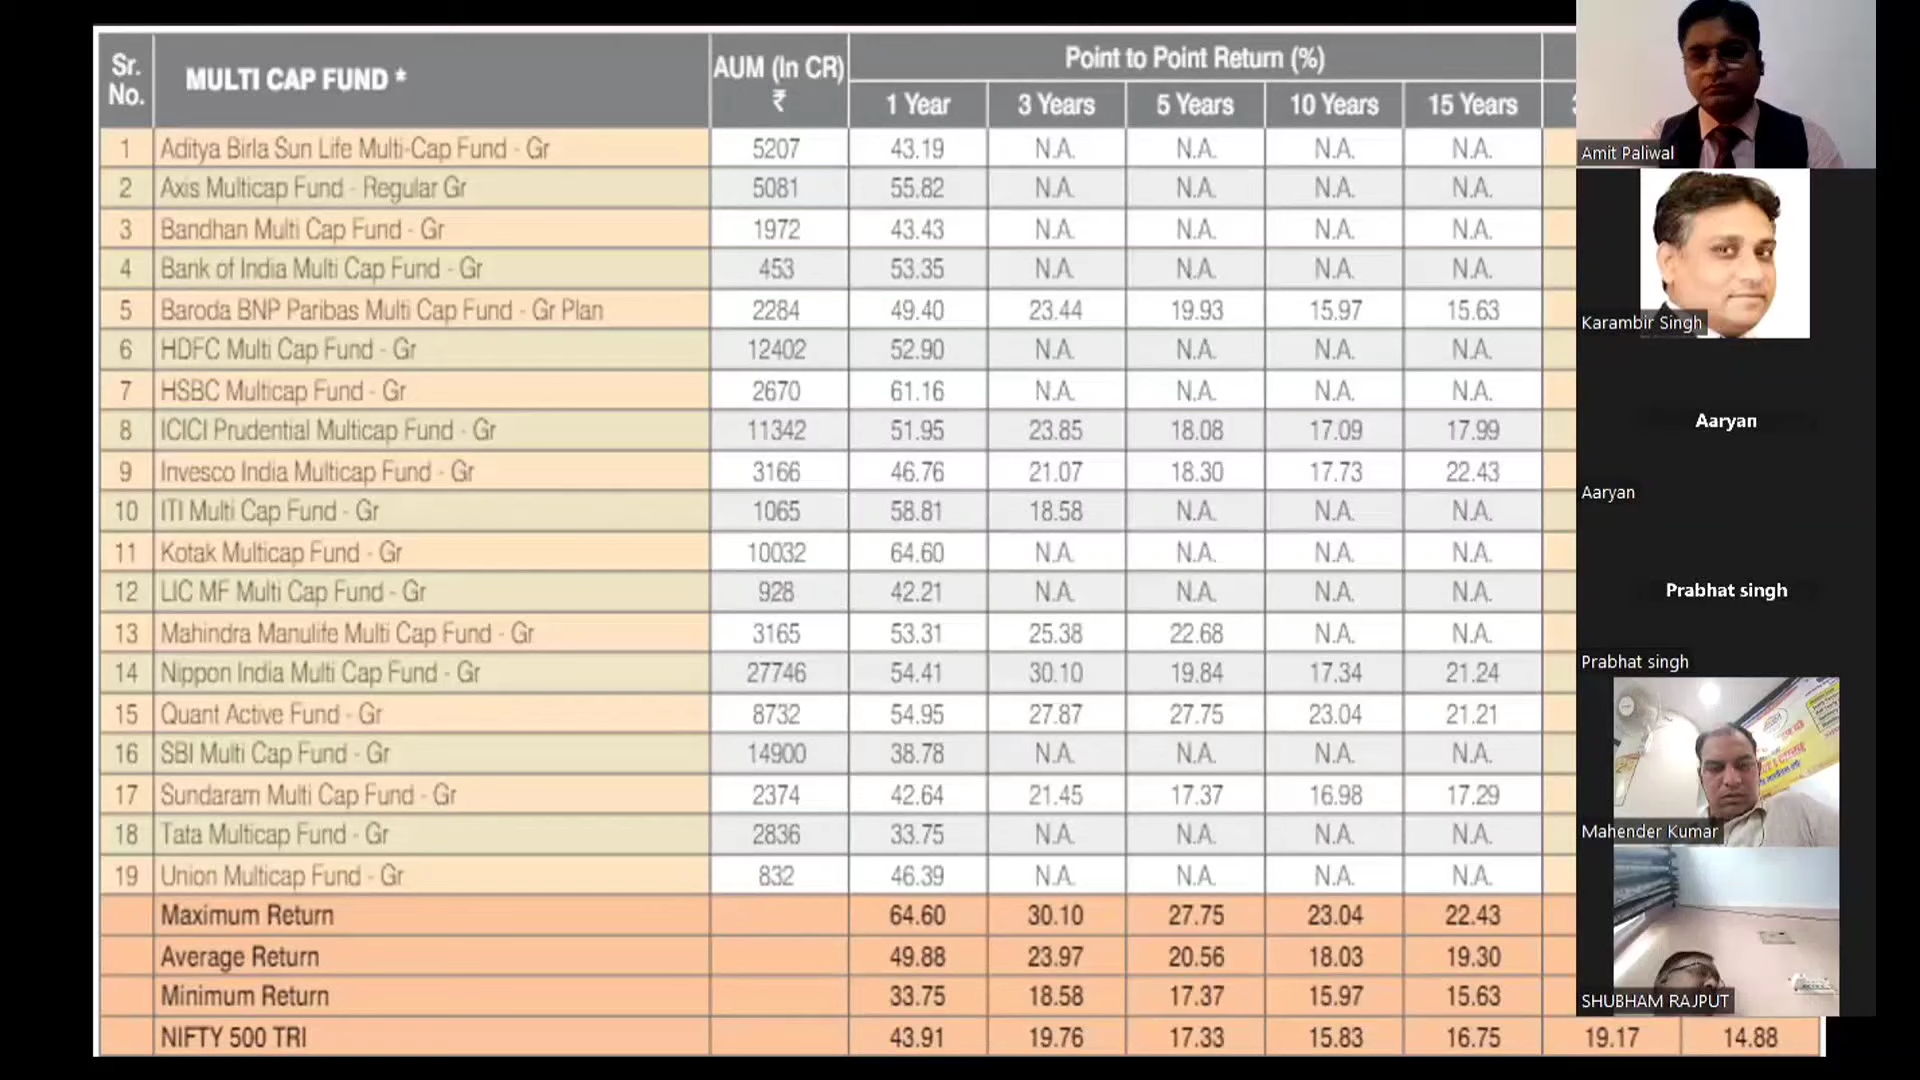 Sr. No. MULTI CAP FUND * AUM (In CR) ₹ Point to Point Return (%)
1 Year 3 Years 5 Years 10 Years 15 Years
1 Aditya Birla Sun Life Multi-Cap Fund - Gr 5207 43.19 N.A. N.A. N.A. N.A.
2 Axis Multicap Fund - Regular Gr 5081 55.82 N.A. N.A. N.A. N.A.
3 Bandhan Multi Cap Fund - Gr 1972 43.43 N.A. N.A. N.A. N.A.
4 Bank of India Multi Cap Fund - Gr 453 53.35 N.A. N.A. N.A. N.A.
5 Baroda BNP Paribas Multi Cap Fund - Gr Plan 2284 49.40 23.44 19.93 15.97 15.63
6 HDFC Multi Cap Fund - Gr 12402 52.90 N.A. N.A. N.A. N.A.
7 HSBC Multicap Fund - Gr 2670 61.16 N.A. N.A. N.A. N.A.
8 ICICI Prudential Multicap Fund - Gr 11342 51.95 23.85 18.08 17.09 17.99
9 Invesco India Multicap Fund - Gr 3166 46.76 21.07 18.30 17.73 22.43
10 ITI Multi Cap Fund - Gr 1065 58.81 18.58 N.A. N.A. N.A.
11 Kotak Multicap Fund - Gr 10032 64.60 N.A. N.A. N.A. N.A.
12 LIC MF Multi Cap Fund - Gr 928 42.21 N.A. N.A. N.A. N.A.
13 Mahindra Manulife Multi Cap Fund - Gr 3165 53.31 25.38 22.68 N.A. N.A.
14 Nippon India Multi Cap Fund - Gr 27746 54.41 30.10 19.84 17.34 21.24
15 Quant Active Fund - Gr 8732 54.95 27.87 27.75 23.04 21.21
16 SBI Multi Cap Fund - Gr 14900 38.78 N.A. N.A. N.A. N.A.
17 Sundaram Multi Cap Fund - Gr 2374 42.64 21.45 17.37 16.98 17.29
18 Tata Multicap Fund - Gr 2836 33.75 N.A. N.A. N.A. N.A.
19 Union Multicap Fund - Gr 832 46.39 N.A. N.A. N.A. N.A.
Maximum Return 64.60 30.10 27.75 23.04 22.43
Average Return 49.88 23.97 20.56 18.03 19.30
Minimum Return 33.75 18.58 17.37 15.97 15.63
NIFTY 500 TRI 43.91 19.76 17.33 15.83 16.75 19.17 14.88
Amit Paliwal
Karambir Singh
Aaryan
Aaryan
Prabhat singh
Prabhat singh
Mahender Kumar
SHUBHAM RAJPUT